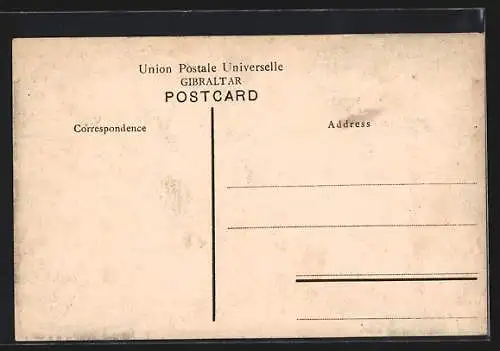 Union Postale Universelle
GIBRALTAR
POSTCARD
Correspondence
Address